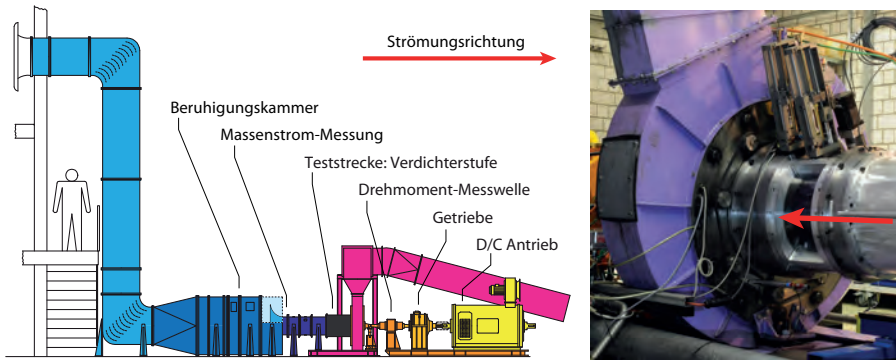 Strömungsrichtung
Beruhigungskammer
Massenstrom-Messung
Teststrecke: Verdichterstufe
Drehmoment-Messwelle
Getriebe
D/C Antrieb